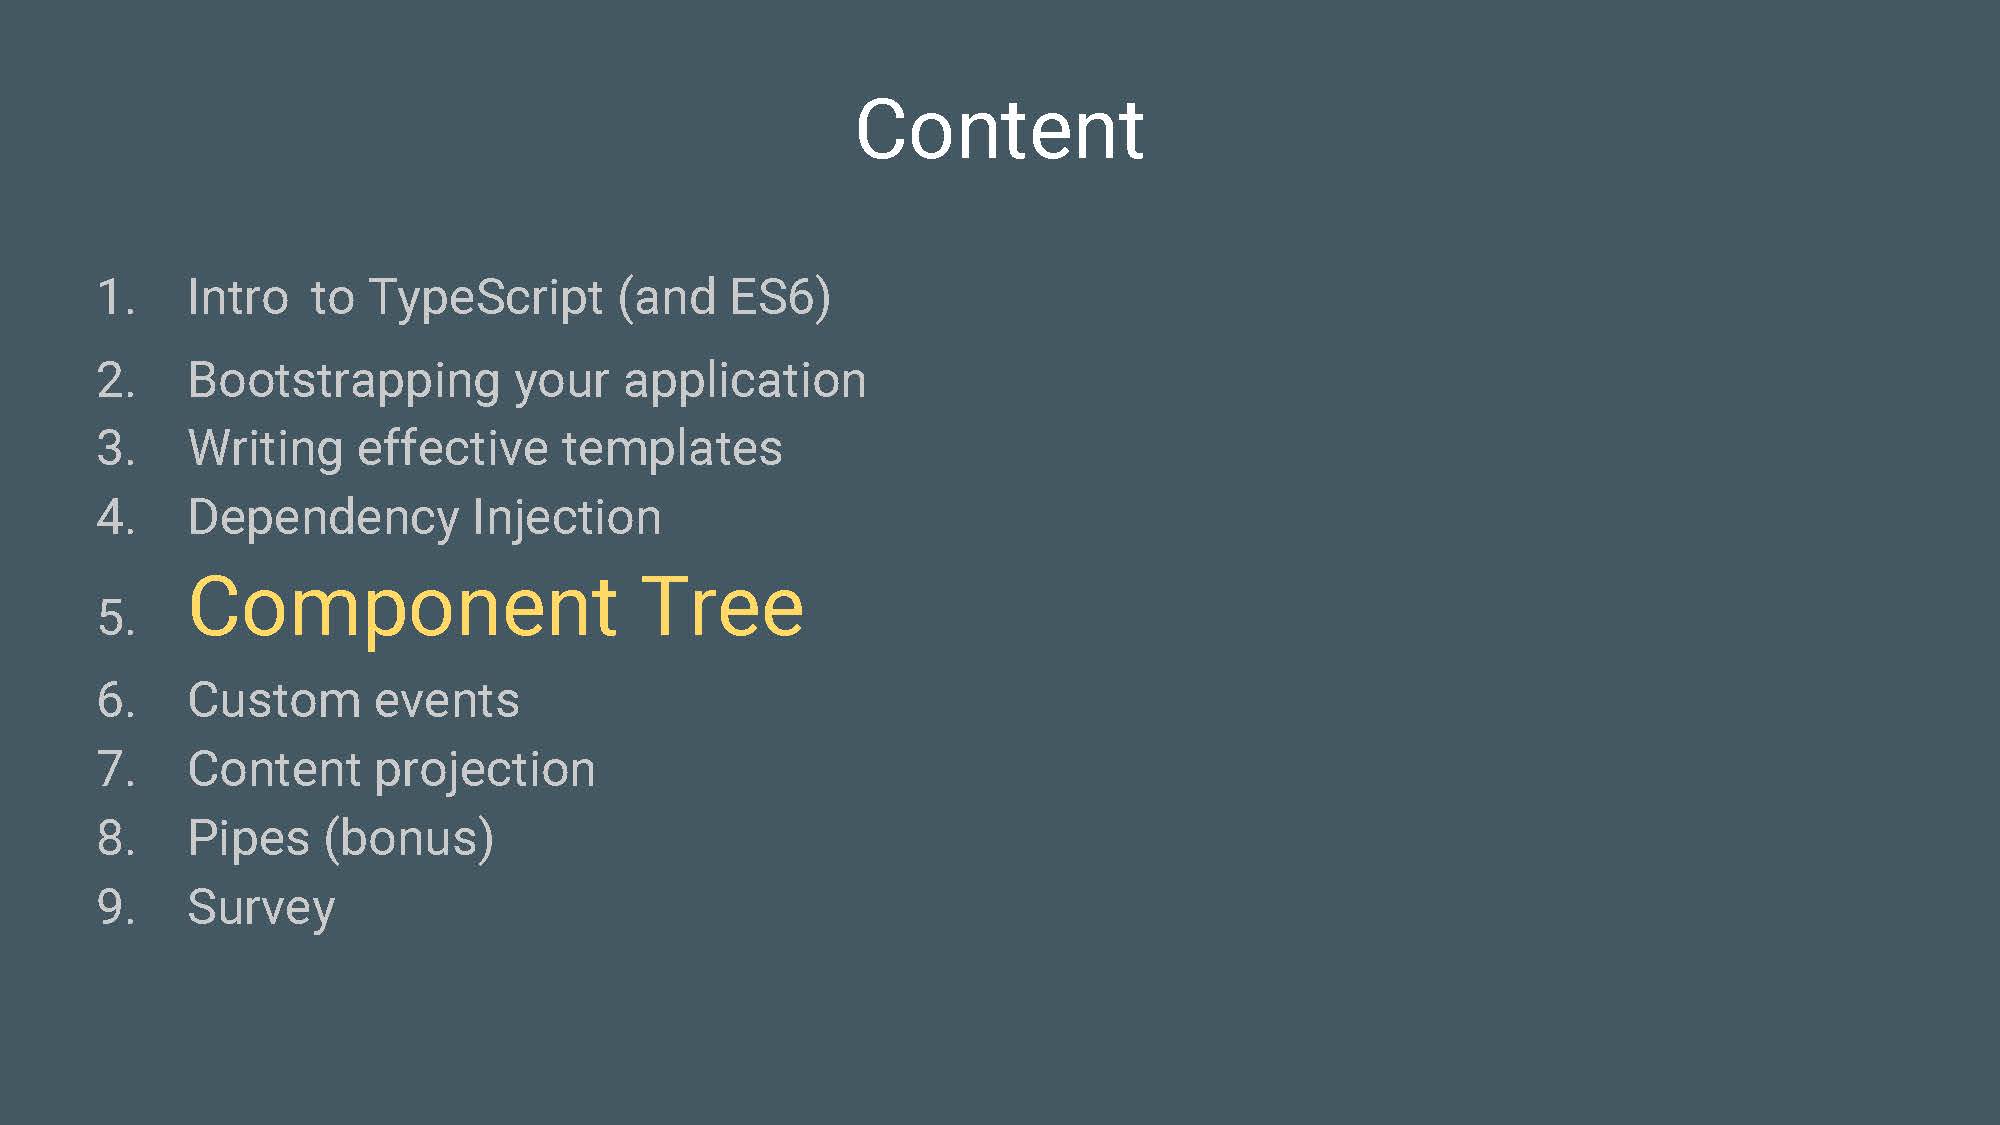 Content
1. Intro to TypeScript (and ES6)
2. Bootstrapping your application
3. Writing effective templates
4. Dependency Injection
5. Component Tree
6. Custom events
7. Content projection
8. Pipes (bonus)
9. Survey